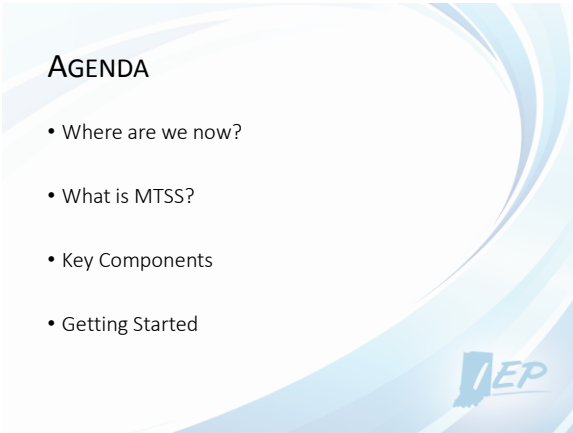 AGENDA
• Where are we now?
• What is MTSS?
• Key Components
• Getting Started
IEP